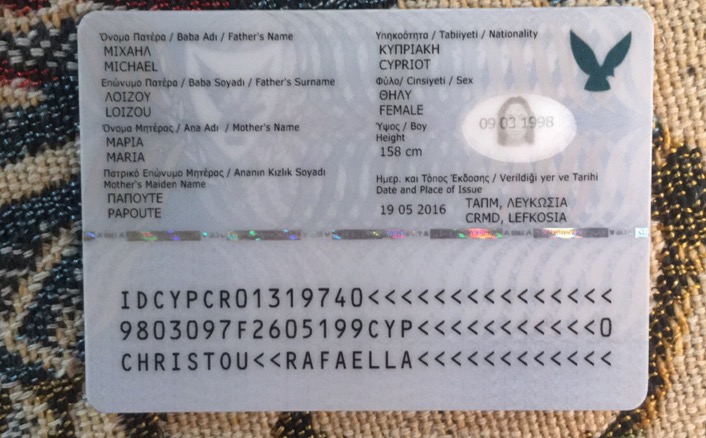 Όνομα Πατέρα / Baba Adı / Father's Name
ΜΙΧΑΗΛ
MICHAEL
Επώνυμο Πατέρα / Baba Soyadı / Father's Surname
ΛΟΙΖΟΥ
LOIZOU
Όνομα Μητέρας / Ana Adı / Mother's Name
ΜΑΡΙΑ
MARIA
Πατρικό Επώνυμο Μητέρας / Ananın Kızlık Soyadı
Mother's Maiden Name
ΠΑΠΟΥΤΕ
PAPOUTE
Υπηκοότητα / Tabiiyeti / Nationality
ΚΥΠΡΙΑΚΗ
CYPRIOT
Φύλο/ Cinsiyeti / Sex
ΘΗΛΥ
FEMALE
Ύψος / Boy
Height
158 cm
09 03 1998
Ημερ. και Τόπος Έκδοσης / Verildiği yer ve Tarihi
Date and Place of Issue
19 05 2016 ΤΑΠΜ, ΛΕΥΚΩΣΙΑ
CRMD, LEFKOSIA
IDCYPCR01319740<<<<<<<<<<<<<<<
9803097F2605199CYP<<<<<<<<<<<0
CHRISTOU<<RAFAELLA<<<<<<<<<<<<